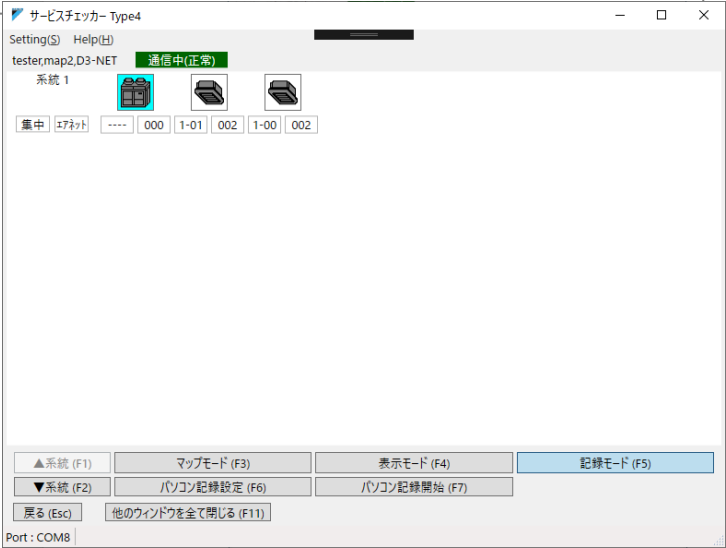 サービスチェッカー Type4
Setting(S) Help(H)
tester,map2,D3-NET 通信中(正常)
系統 1
集中 ｴｱﾈｯﾄ ---- 000 1-01 002 1-00 002
▲系統 (F1) マップモード (F3) 表示モード (F4) 記録モード (F5)
▼系統 (F2) パソコン記録設定 (F6) パソコン記録開始 (F7)
戻る (Esc) 他のウィンドウを全て閉じる (F11)
Port : COM8